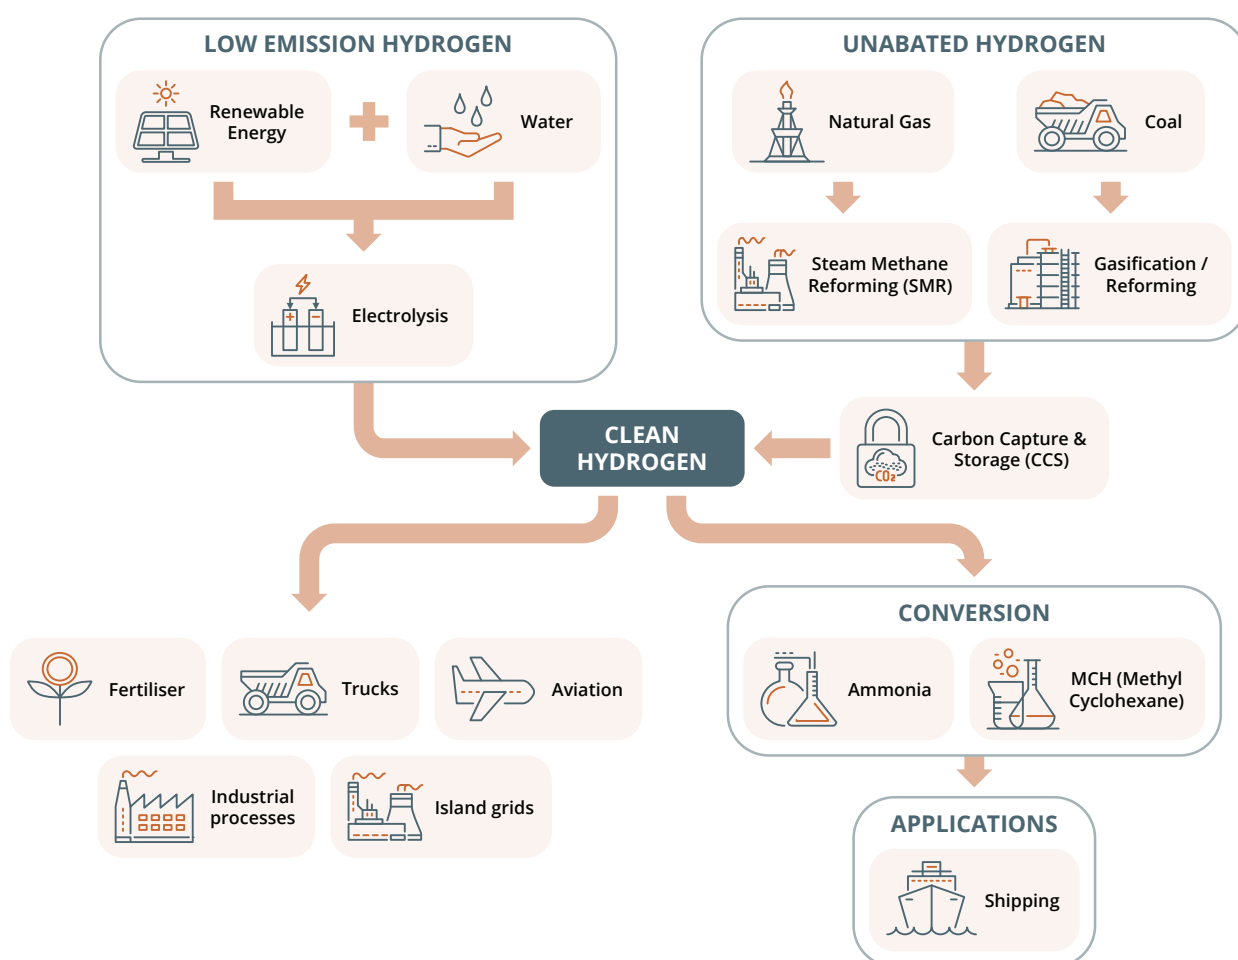 LOW EMISSION HYDROGEN
Renewable
Energy
Water
Electrolysis
UNABATED HYDROGEN
Natural Gas
Coal
Steam Methane
Reforming (SMR)
Gasification /
Reforming
CLEAN
HYDROGEN
Carbon Capture &
Storage (CCS)
CO₂
Fertiliser
Trucks
Aviation
Industrial
processes
Island grids
CONVERSION
Ammonia
MCH (Methyl
Cyclohexane)
APPLICATIONS
Shipping